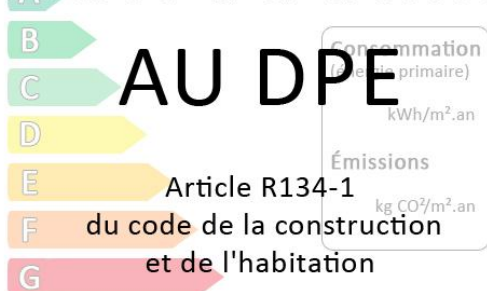 A
B
Consommation
(énergie primaire)
AU DPE
C
kWh/m².an
D
Émissions
E
Article R134-1
kg CO²/m².an
F
du code de la construction
et de l'habitation
G